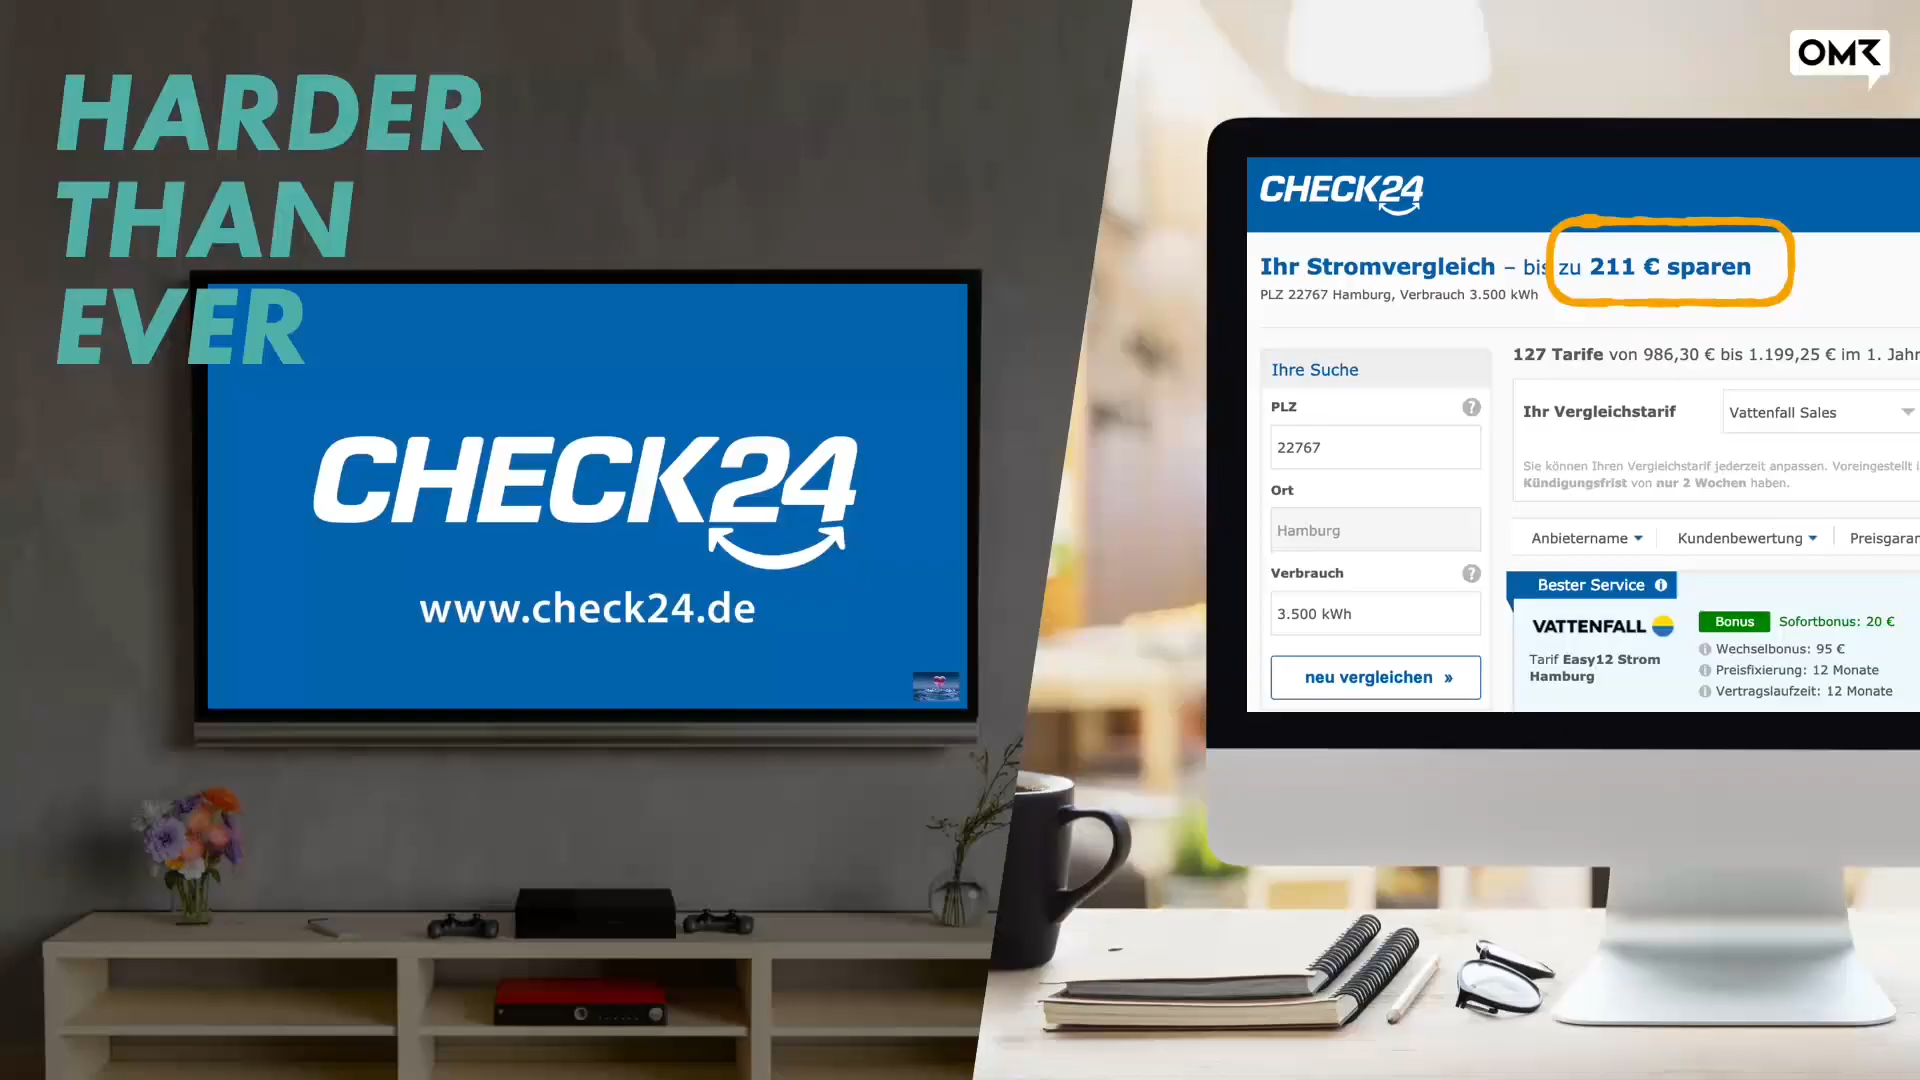 HARDER
THAN
EVER
CHECK24
www.check24.de
OMR
CHECK24
Ihr Stromvergleich – bis zu 211 € sparen
PLZ 22767 Hamburg, Verbrauch 3.500 kWh
Ihre Suche
PLZ
22767
Ort
Hamburg
Verbrauch
3.500 kWh
neu vergleichen »
127 Tarife von 986,30 € bis 1.199,25 € im 1. Jahr
Ihr Vergleichstarif
Vattenfall Sales
Sie können Ihren Vergleichstarif jederzeit anpassen. Voreingestellt
Kündigungsfrist von nur 2 Wochen haben.
Anbietername Kundenbewertung Preisgaran
Bester Service
VATTENFALL
Tarif Easy12 Strom
Hamburg
Bonus Sofortbonus: 20 €
Wechselbonus: 95 €
Preisfixierung: 12 Monate
Vertragslaufzeit: 12 Monate